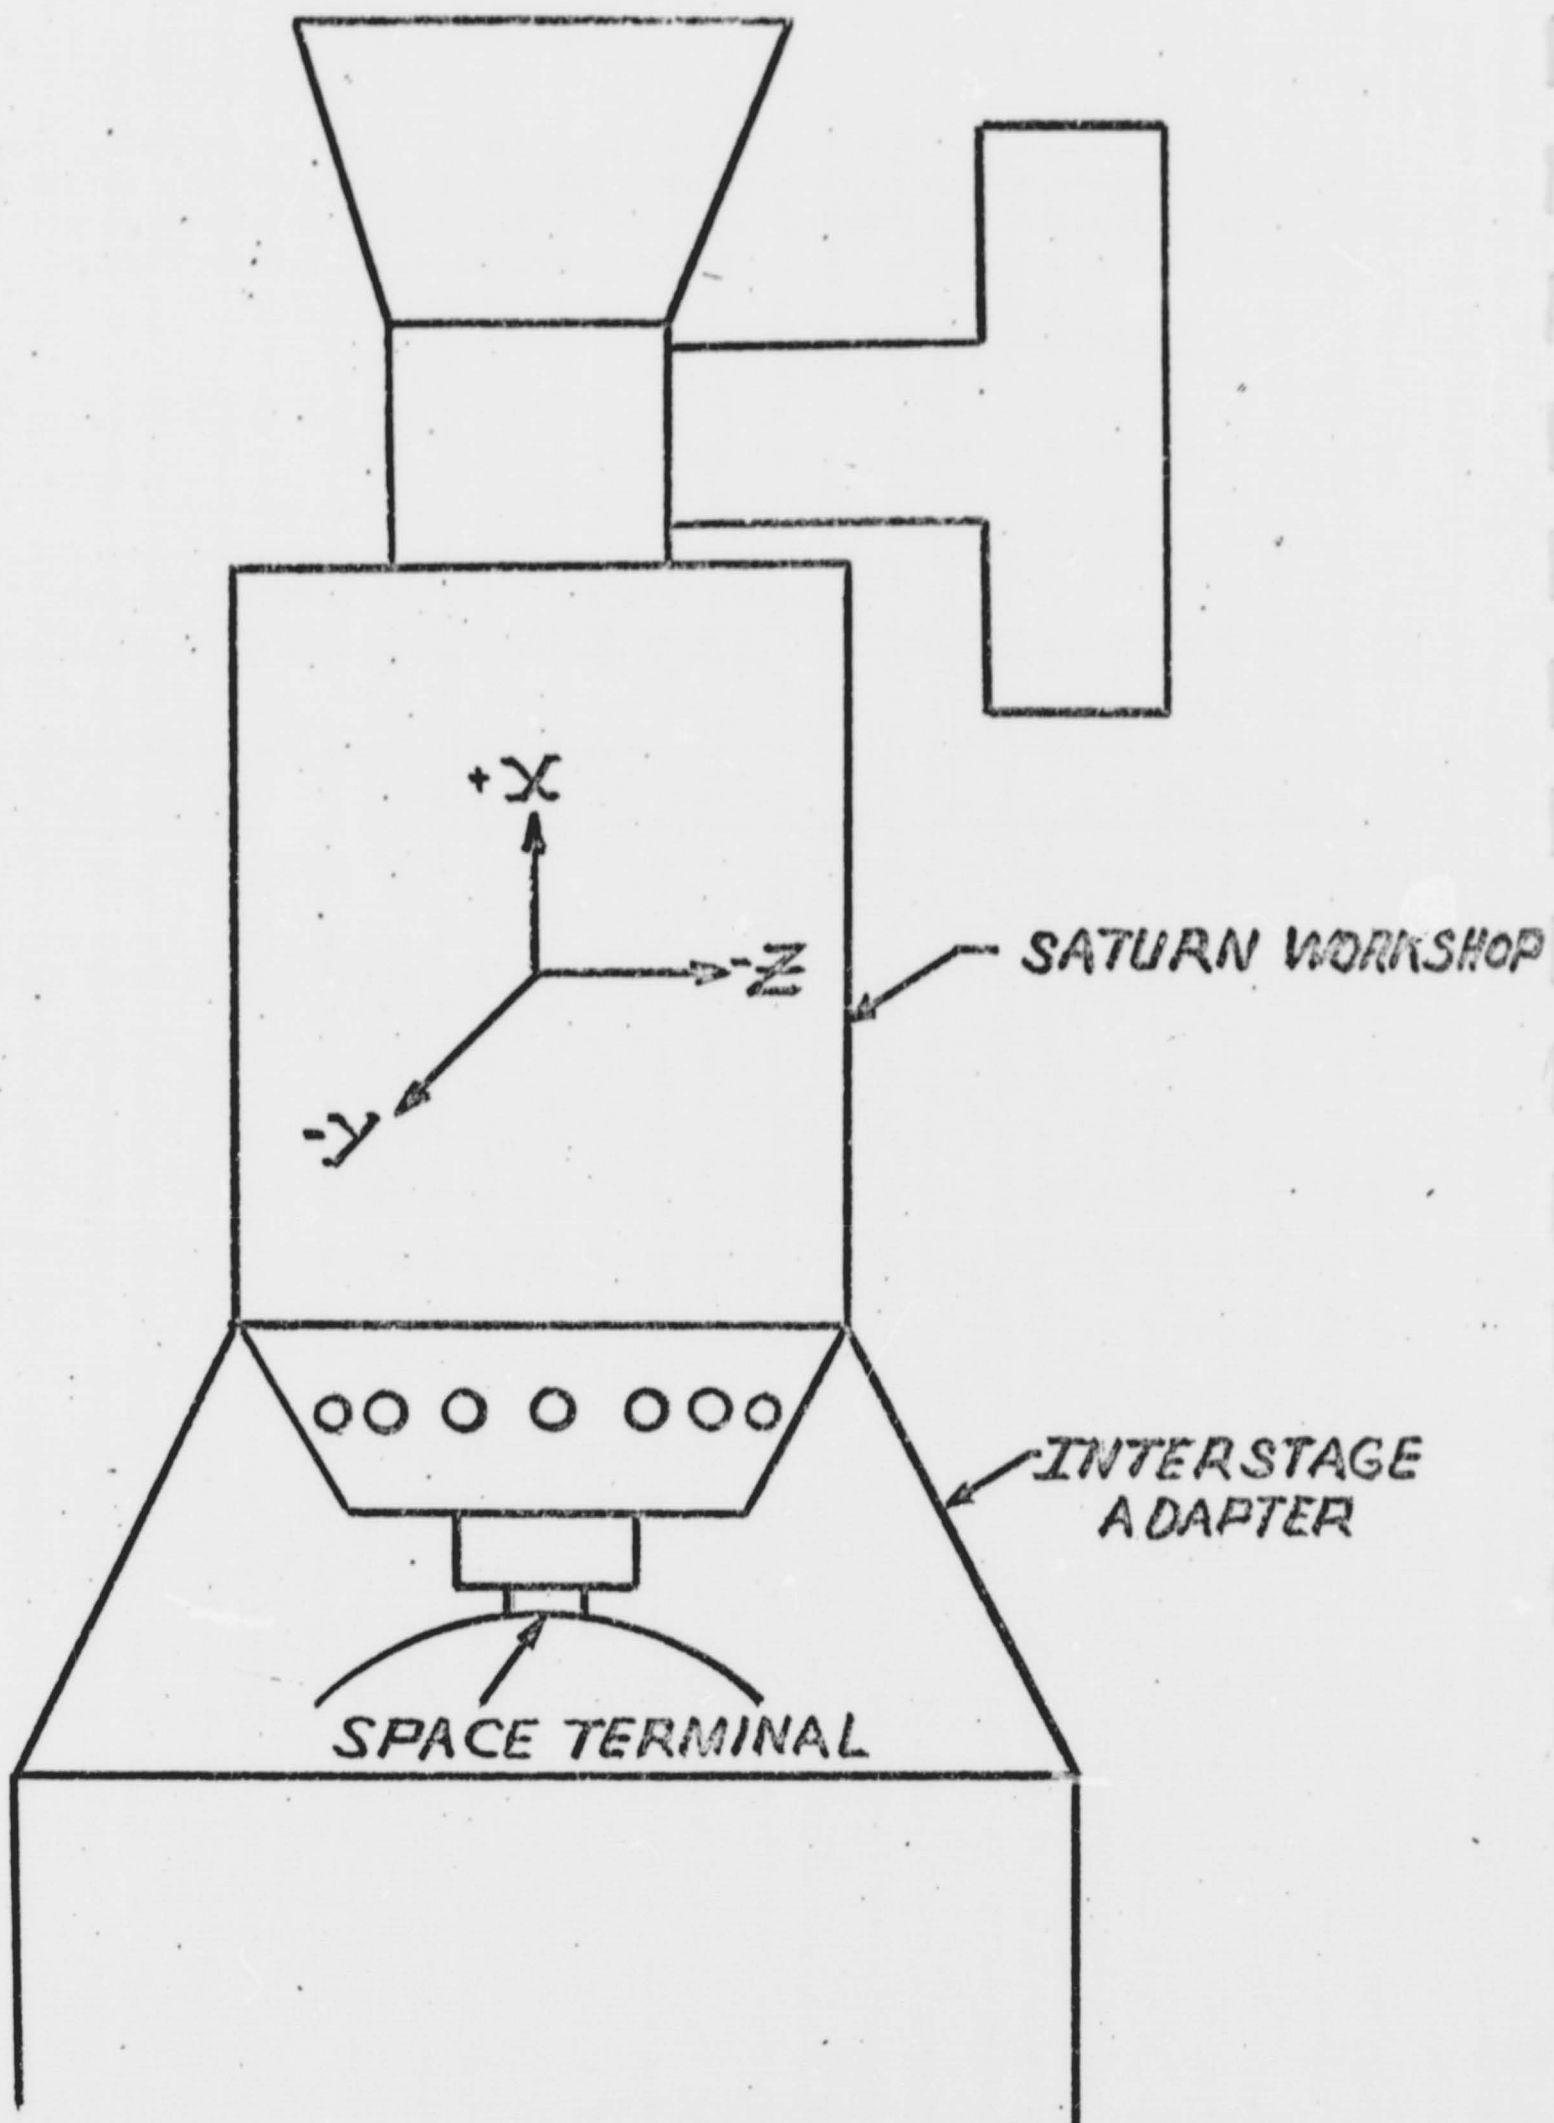 +X
-Z
-y
SATURN WORKSHOP
INTERSTAGE
ADAPTER
SPACE TERMINAL